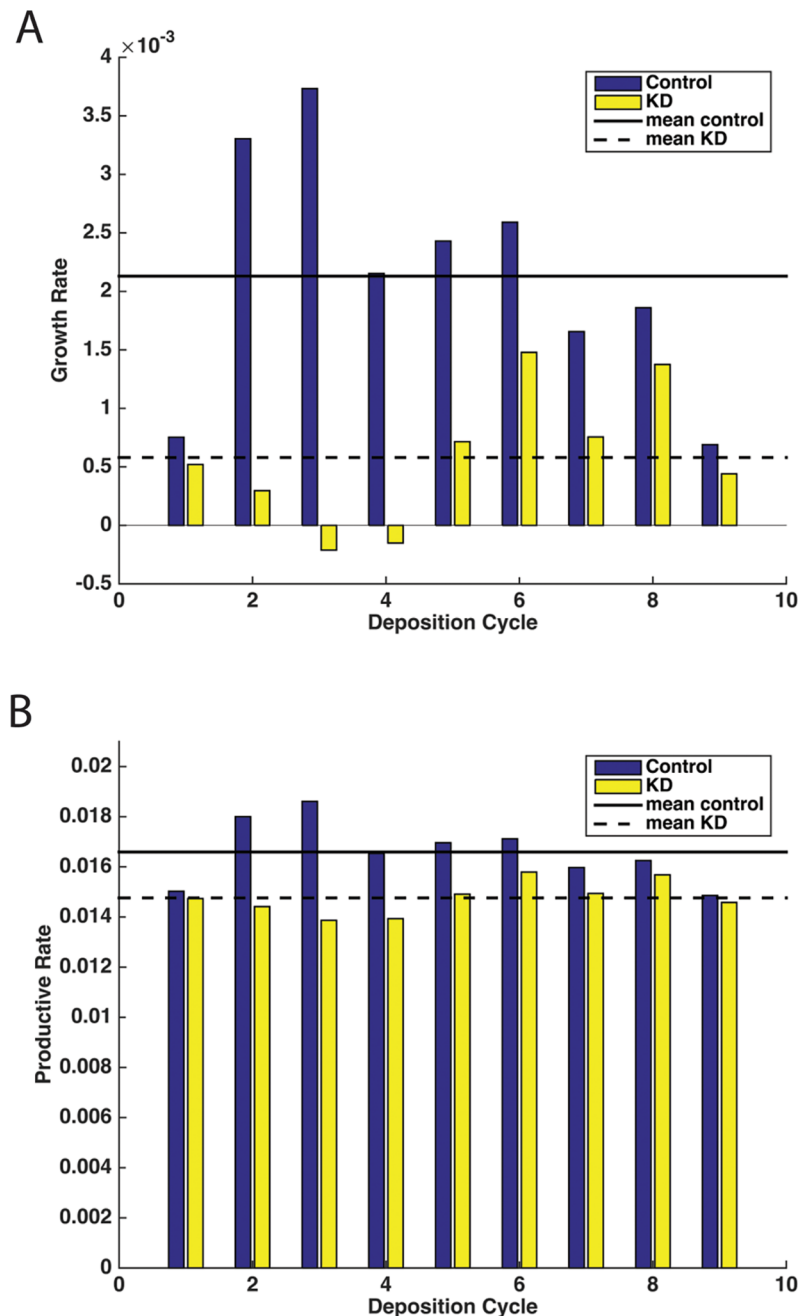 A
×10⁻³
4
3.5
3
2.5
2
1.5
1
0.5
0
-0.5
Growth Rate
Control
KD
mean control
mean KD
0 2 4 6 8 10
Deposition Cycle
B
0.02
0.018
0.016
0.014
0.012
0.01
0.008
0.006
0.004
0.002
0
Productive Rate
Control
KD
mean control
mean KD
0 2 4 6 8 10
Deposition Cycle